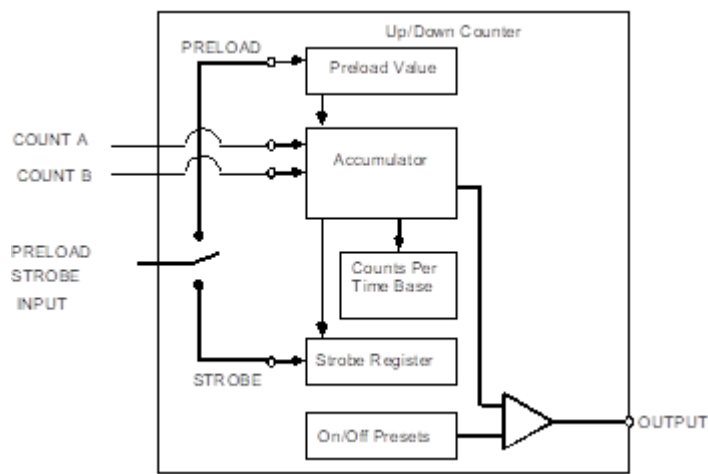 Up/Down Counter
PRELOAD
Preload Value
COUNT A
COUNT B
Accumulator
PRELOAD
STROBE
INPUT
Counts Per
Time Base
STROBE
Strobe Register
On/Off Presets
OUTPUT